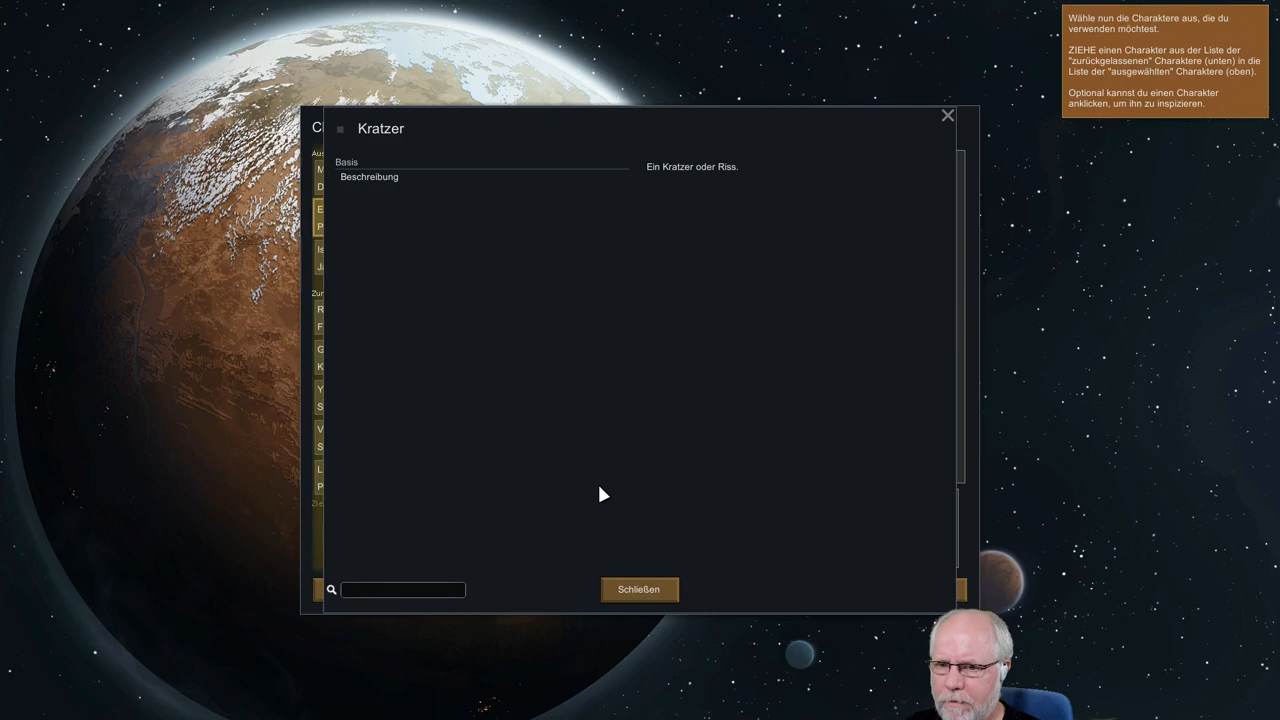 Wähle nun die Charaktere aus, die du
verwenden möchtest.
ZIEHE einen Charakter aus der Liste der
"zurückgelassenen" Charaktere (unten) in die
Liste der "ausgewählten" Charaktere (oben).
Optional kannst du einen Charakter
anklicken, um ihn zu inspizieren.
Kratzer
Basis
Beschreibung
Ein Kratzer oder Riss.
Schließen